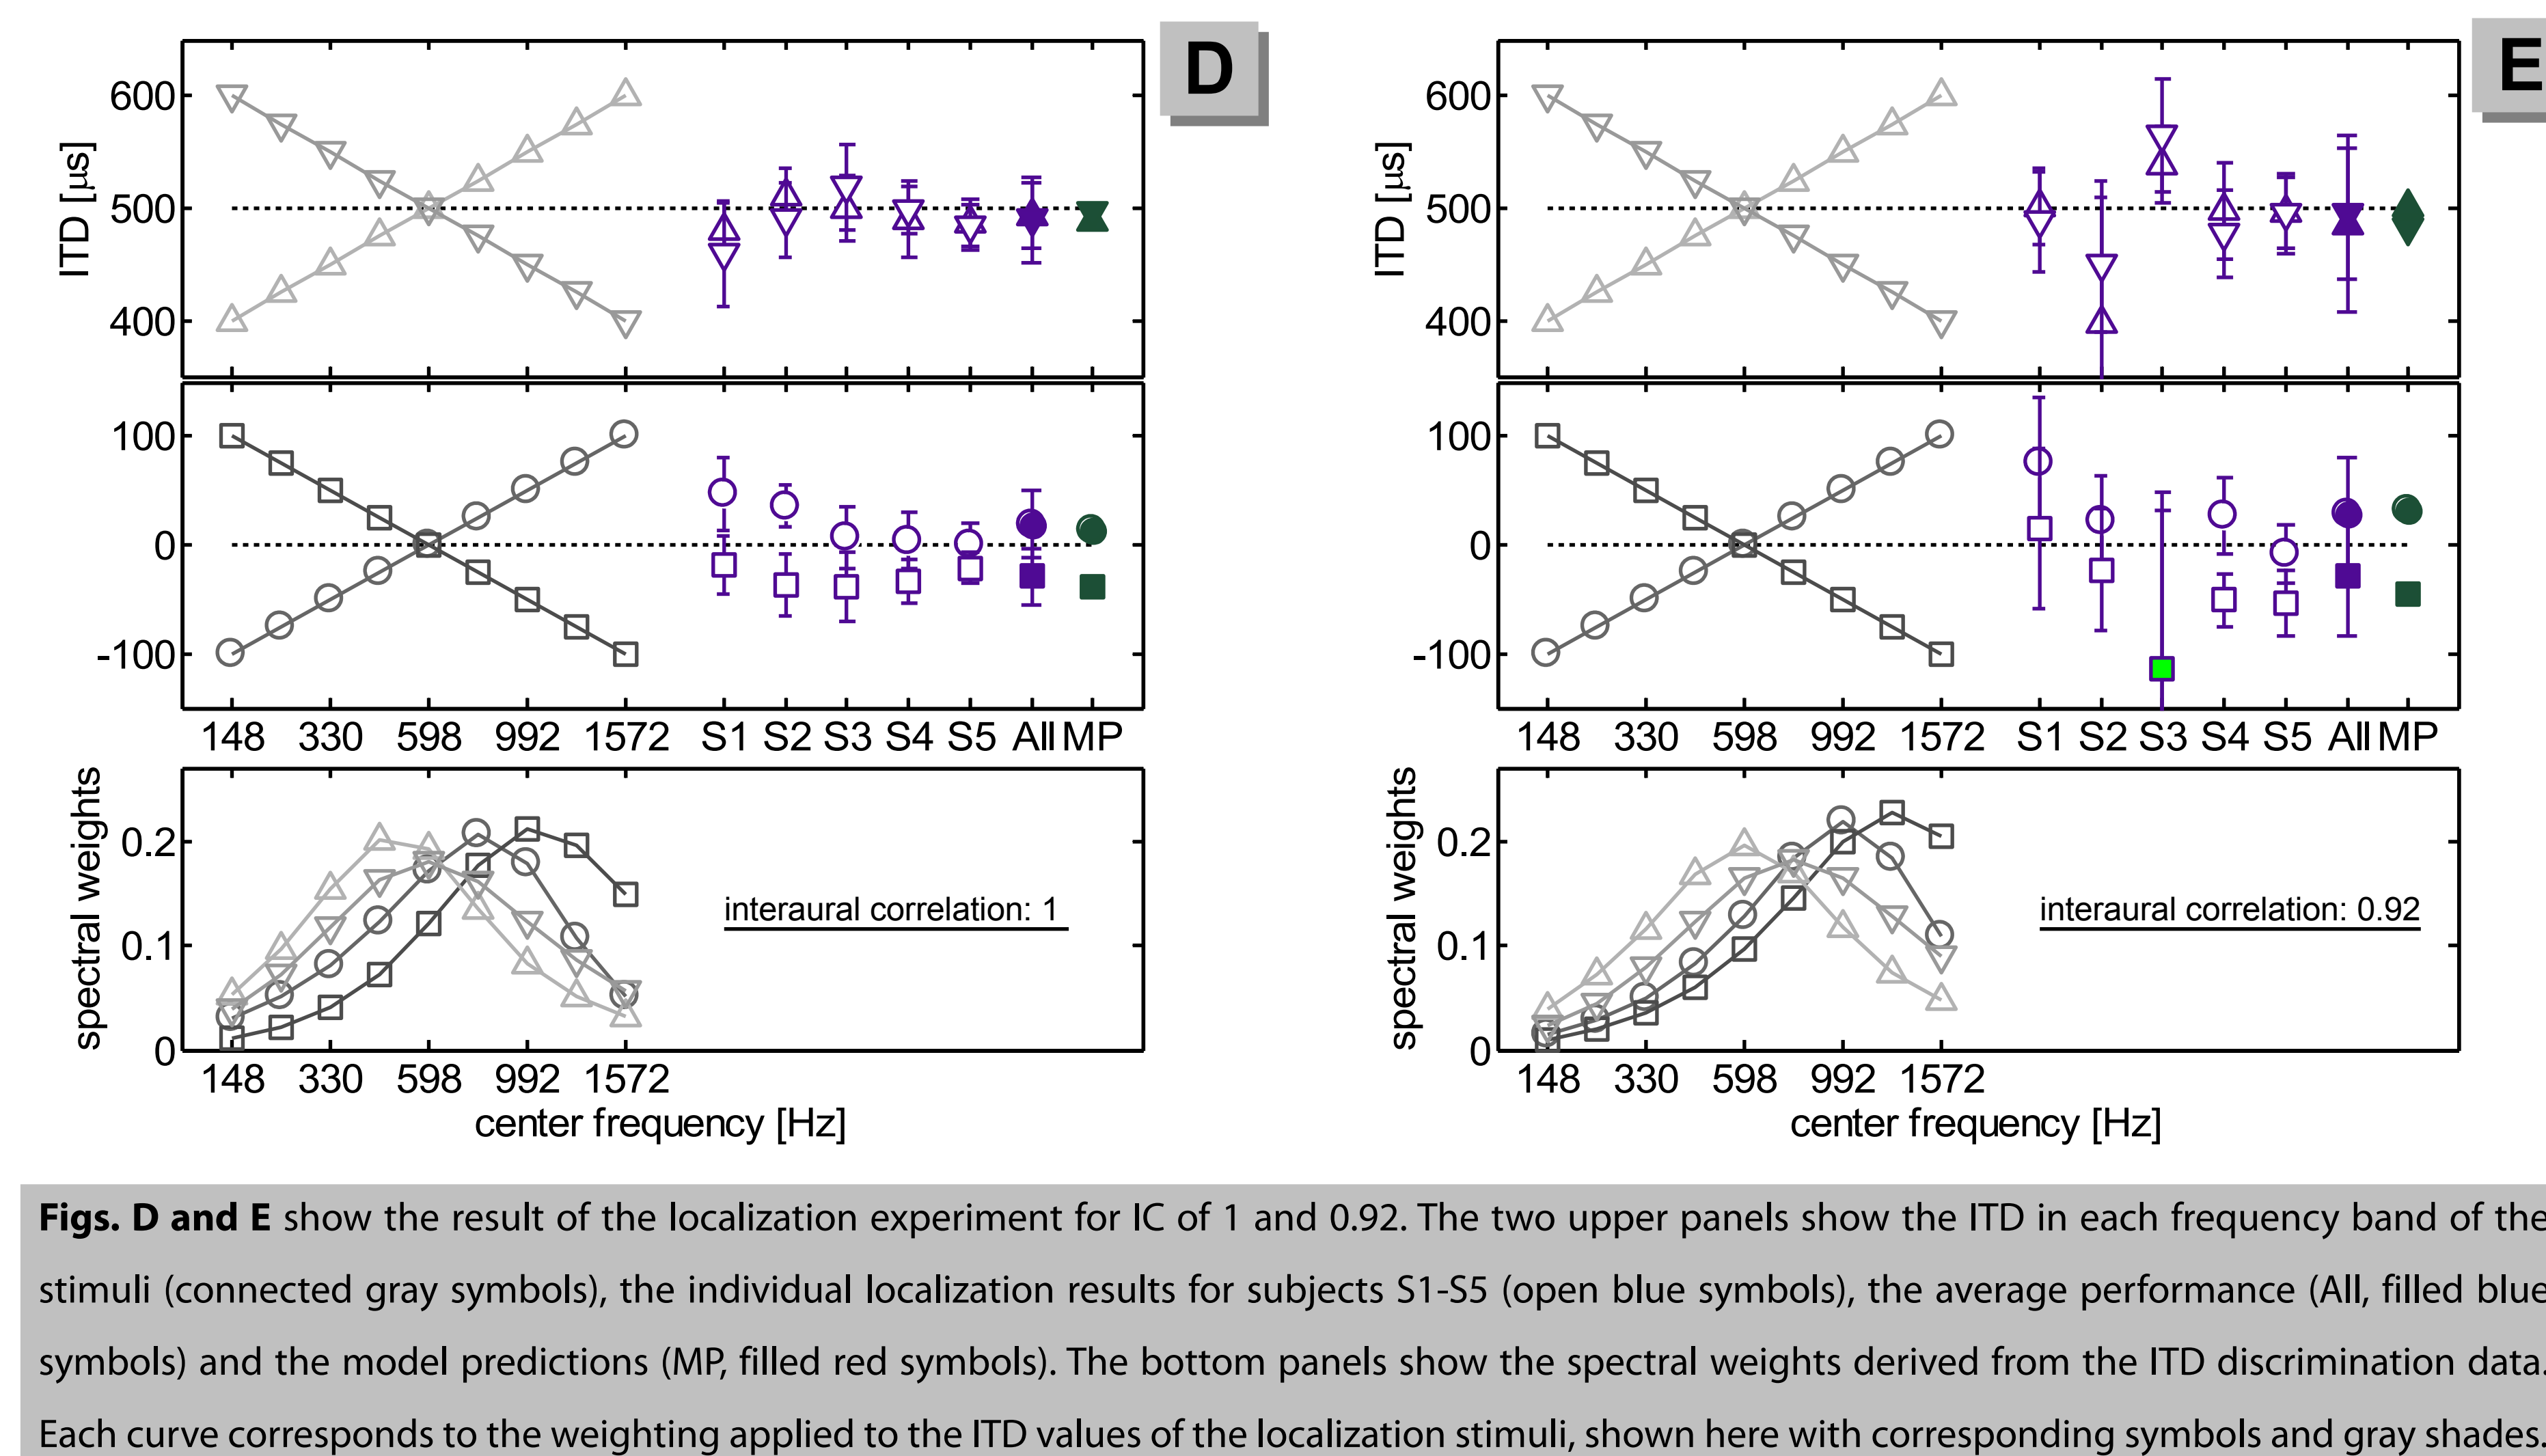 D
600
500
400
ITD [µs]
100
0
-100
148 330 598 992 1572 S1 S2 S3 S4 S5 All MP
0.2
0.1
0
spectral weights
interaural correlation: 1
148 330 598 992 1572
center frequency [Hz]
E
600
500
400
ITD [µs]
100
0
-100
148 330 598 992 1572 S1 S2 S3 S4 S5 All MP
0.2
0.1
0
spectral weights
interaural correlation: 0.92
148 330 598 992 1572
center frequency [Hz]
Figs. D and E show the result of the localization experiment for IC of 1 and 0.92. The two upper panels show the ITD in each frequency band of the
stimuli (connected gray symbols), the individual localization results for subjects S1-S5 (open blue symbols), the average performance (All, filled blue
symbols) and the model predictions (MP, filled red symbols). The bottom panels show the spectral weights derived from the ITD discrimination data.
Each curve corresponds to the weighting applied to the ITD values of the localization stimuli, shown here with corresponding symbols and gray shades.